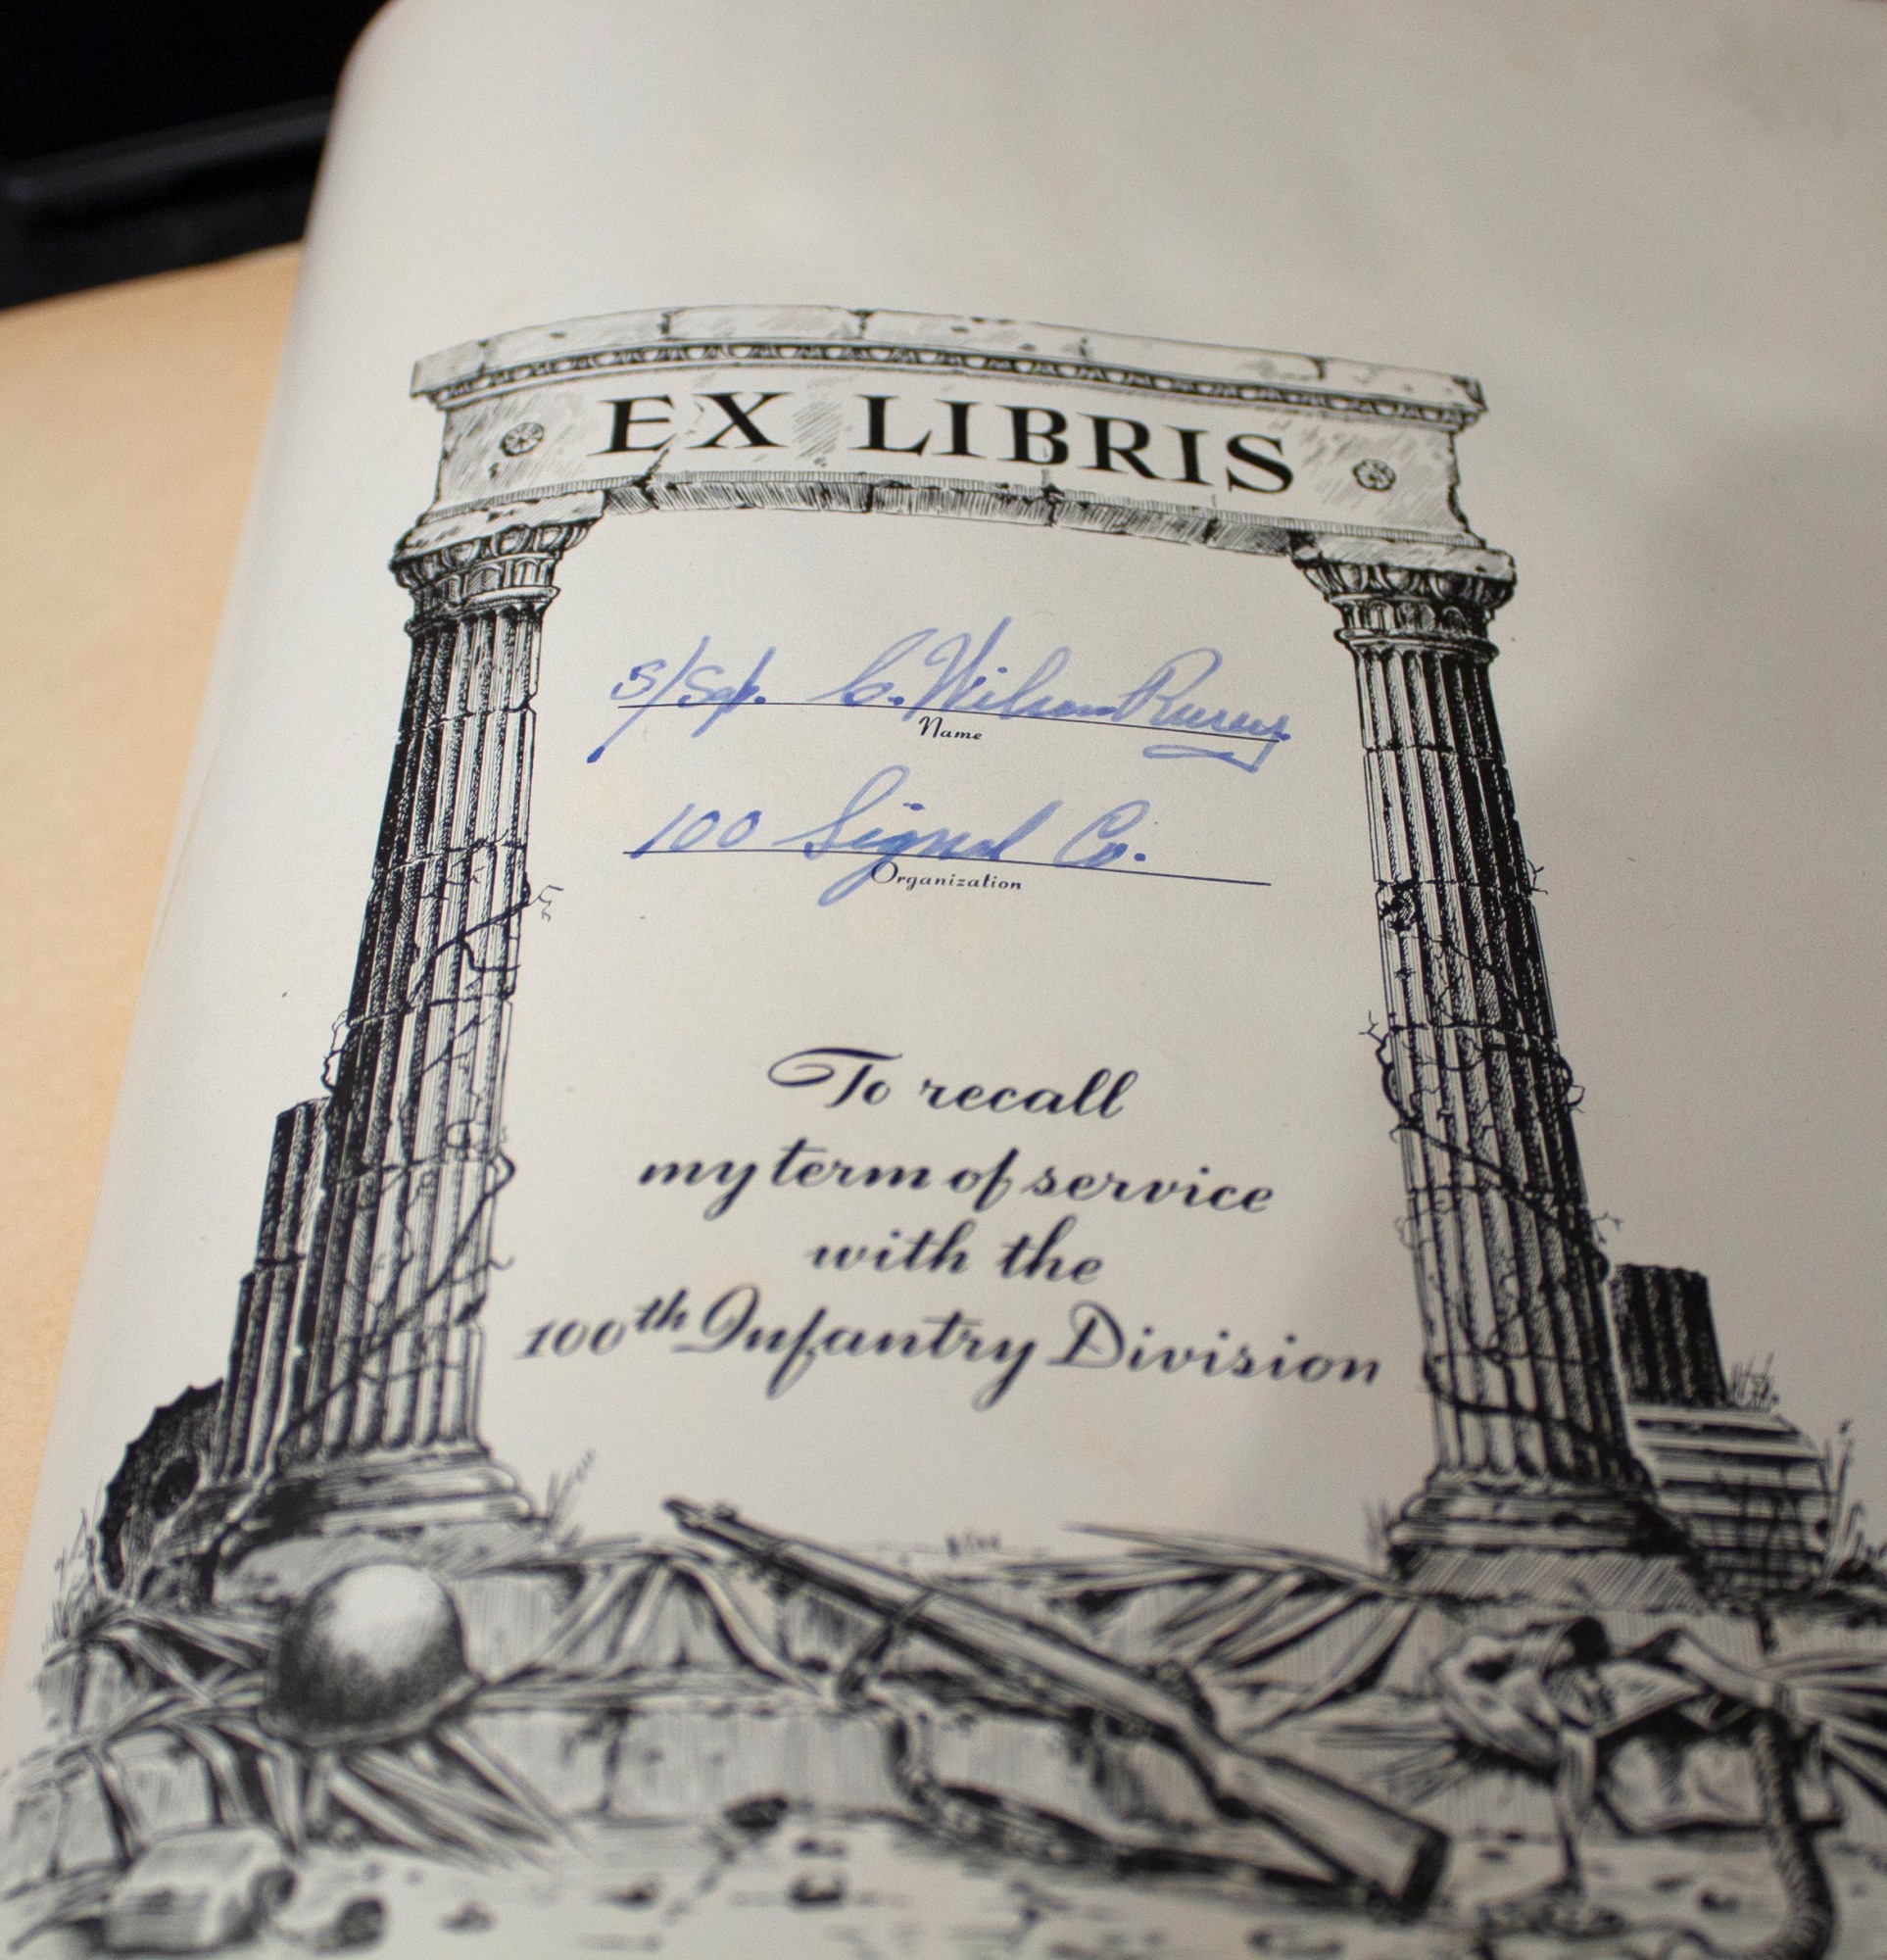 EX LIBRIS
S/Sgt. C. Wilson
Name
100 Signal Co.
Organization
To recall
my term of service
with the
100th Infantry Division